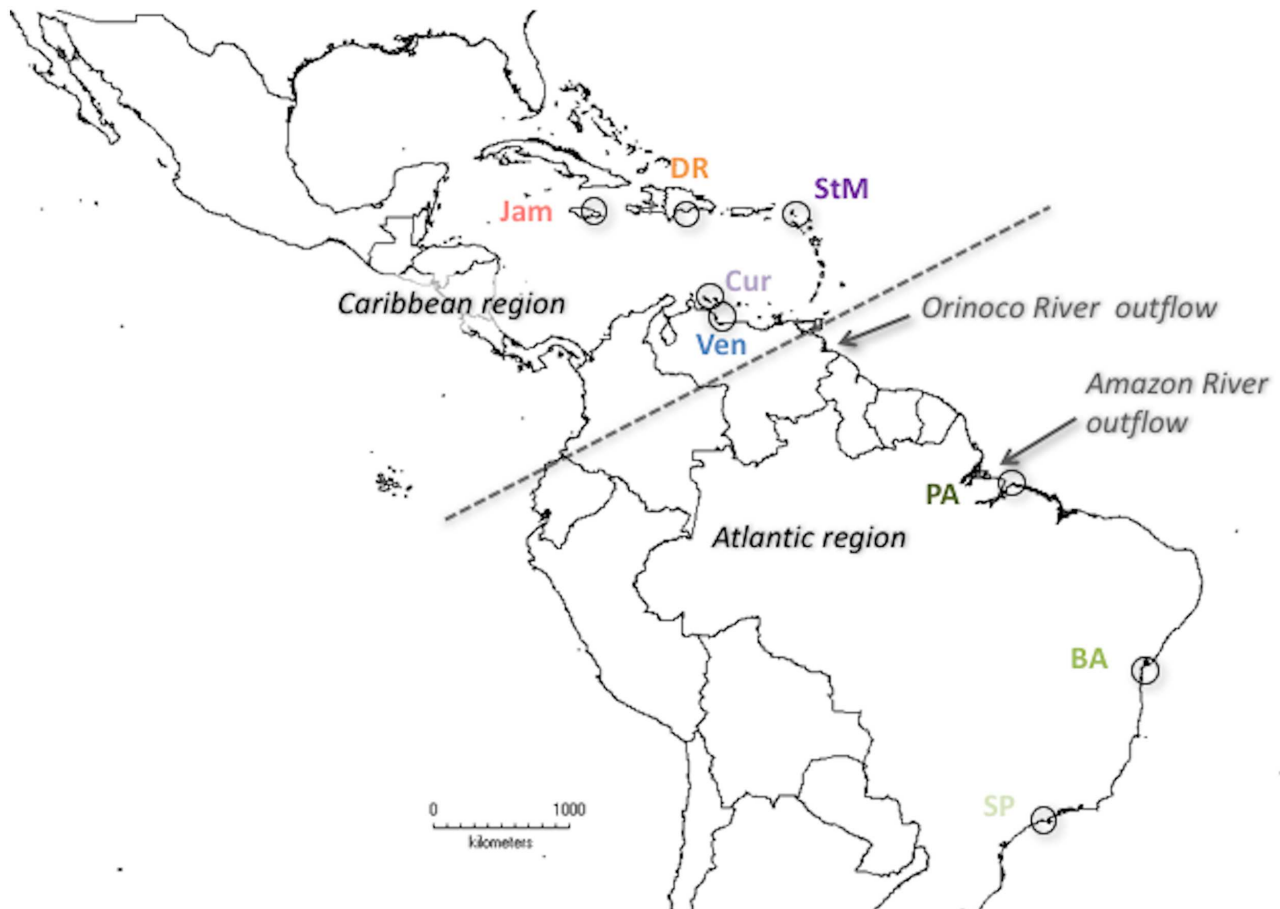 DR
StM
Jam
Cur
Caribbean region
Orinoco River outflow
Ven
Amazon River
outflow
PA
Atlantic region
BA
SP
0 1000
kilometers